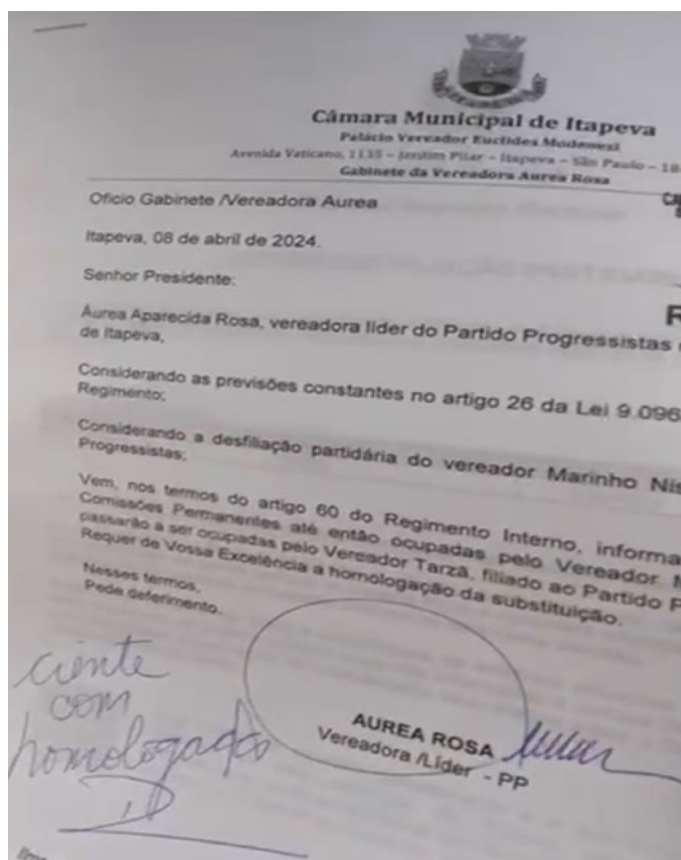 Câmara Municipal de Itapeva
Palácio Vereador Euclides Modenezi
Avenida Vaticano, 1135 – Jardim Pilar – Itapeva – São Paulo – 18
Gabinete da Vereadora Aurea Rosa
Oficio Gabinete /Vereadora Aurea
Itapeva, 08 de abril de 2024.
Senhor Presidente:
Áurea Aparecida Rosa, vereadora líder do Partido Progressistas
de Itapeva,
Considerando as previsões constantes no artigo 26 da Lei 9.096
Regimento;
Considerando a desfiliação partidária do vereador Marinho Nis
Progressistas;
Vem, nos termos do artigo 60 do Regimento Interno, informa
Comissões Permanentes até então ocupadas pelo Vereador
passarão a ser ocupadas pelo Vereador Tarzã, filiado ao Partido P
Requer de Vossa Excelência a homologação da substituição.
Nesses termos,
Pede deferimento.
ciente
com
homologação
AUREA ROSA
Vereadora /Líder - PP